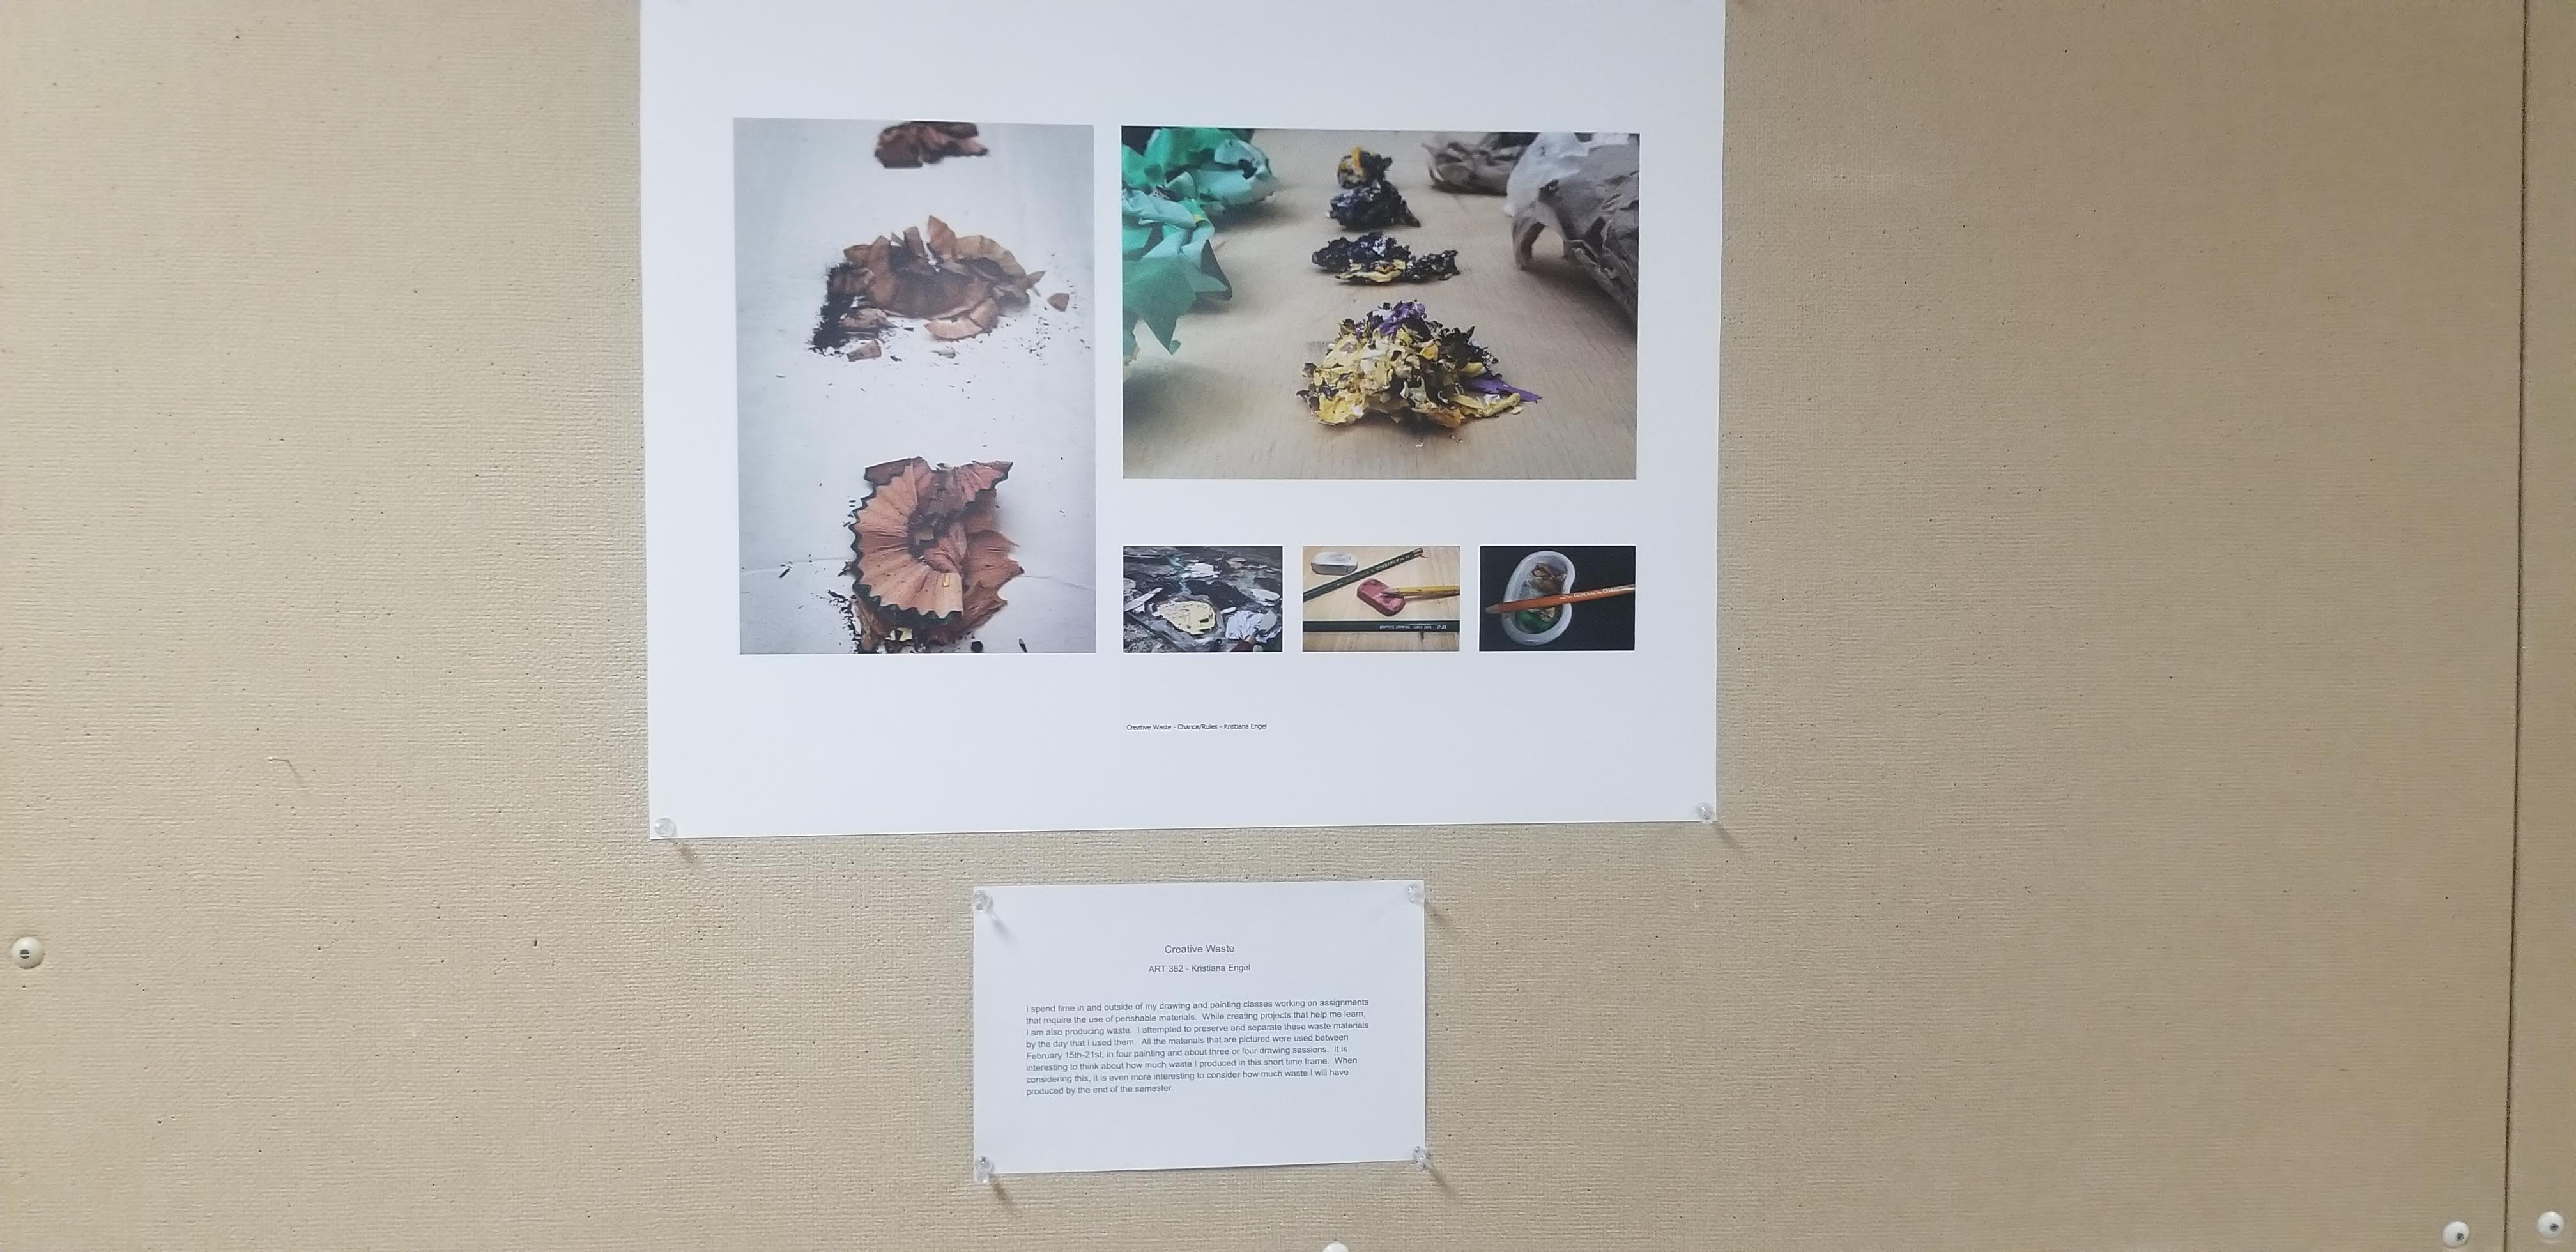 Creative Waste - Chance/Rules - Kristiana Engel
Creative Waste
ART 382 - Kristiana Engel
I spend time in and outside of my drawing and painting classes working on assignments
that require the use of perishable materials. While creating projects that help me learn,
I am also producing waste. I attempted to preserve and separate these waste materials
by the day that I used them. All the materials that are pictured were used between
February 15th-21st, in four painting and about three or four drawing sessions. It is
interesting to think about how much waste I produced in this short time frame. When
considering this, it is even more interesting to consider how much waste I will have
produced by the end of the semester.